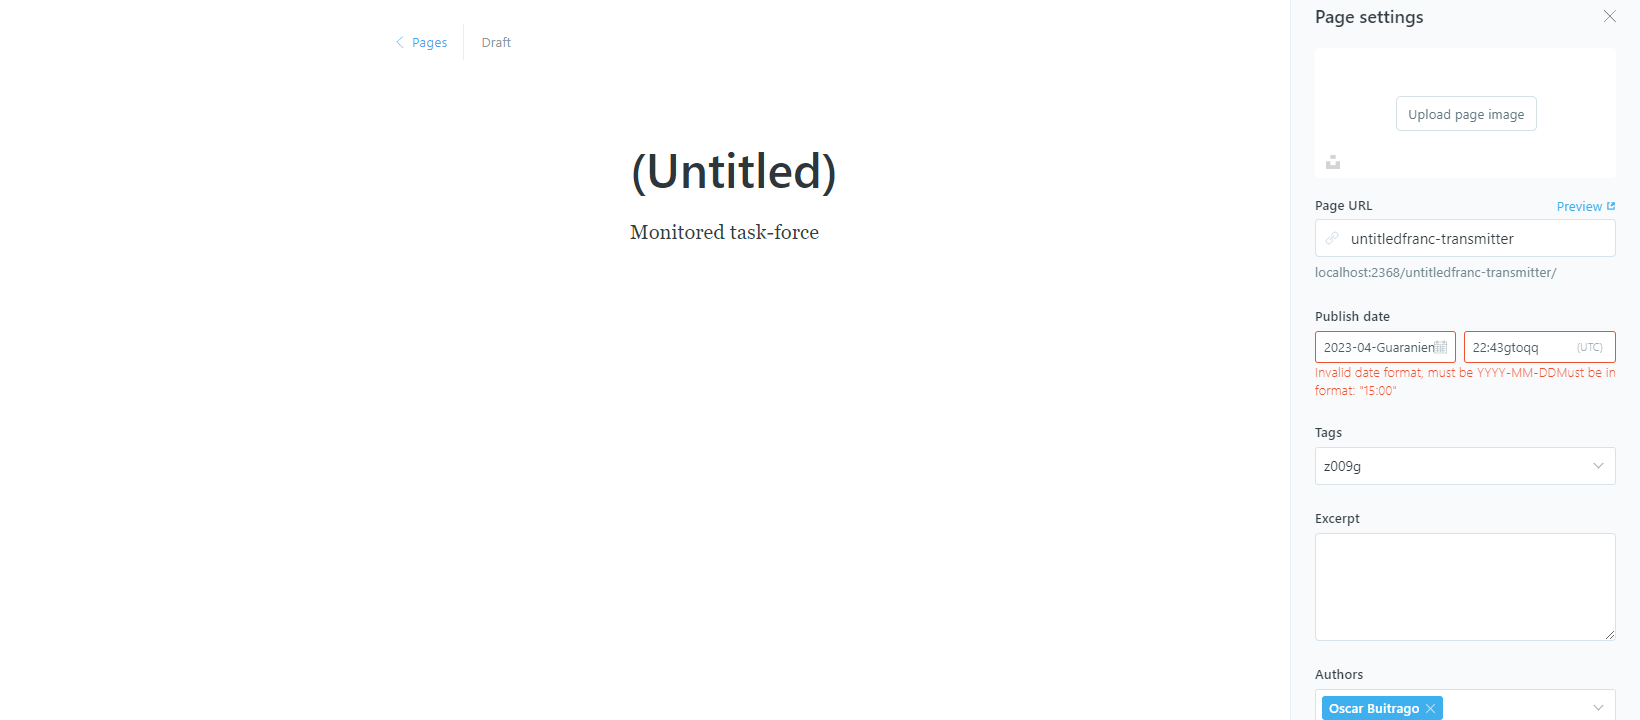 Pages
Draft
(Untitled)
Monitored task-force
Page settings
Upload page image
Page URL
Preview
untitledfranc-transmitter
localhost:2368/untitledfranc-transmitter/
Publish date
2023-04-Guaranien
22:43gtoqq
(UTC)
Invalid date format, must be YYYY-MM-DDMust be in
format: "15:00"
Tags
z009g
Excerpt
Authors
Oscar Buitrago